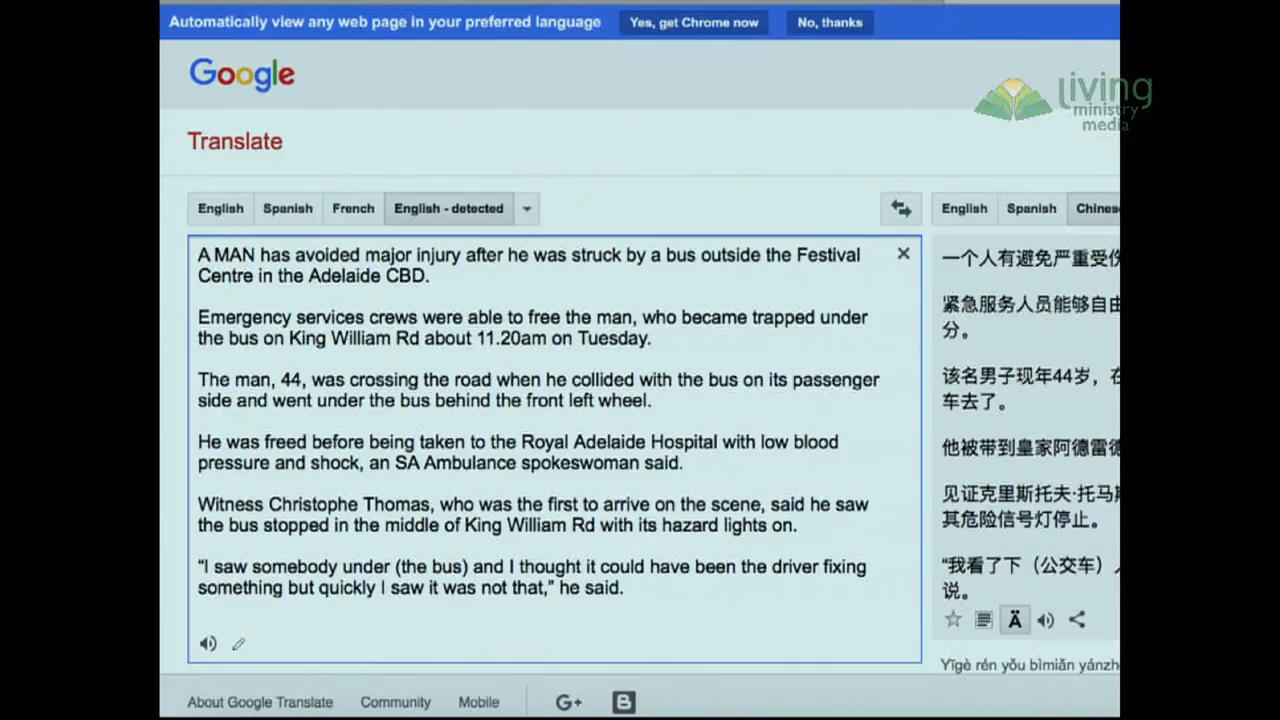 Automatically view any web page in your preferred language
Yes, get Chrome now
No, thanks
Google
living
ministry
media
Translate
English
Spanish
French
English - detected
English
Spanish
A MAN has avoided major injury after he was struck by a bus outside the Festival
Centre in the Adelaide CBD.
Emergency services crews were able to free the man, who became trapped under
the bus on King William Rd about 11.20am on Tuesday.
The man, 44, was crossing the road when he collided with the bus on its passenger
side and went under the bus behind the front left wheel.
He was freed before being taken to the Royal Adelaide Hospital with low blood
pressure and shock, an SA Ambulance spokeswoman said.
Witness Christophe Thomas, who was the first to arrive on the scene, said he saw
the bus stopped in the middle of King William Rd with its hazard lights on.
“I saw somebody under (the bus) and I thought it could have been the driver fixing
something but quickly I saw it was not that,” he said.
一个人有避免严重受伤
紧急服务人员能够自由
分。
该名男子现年44岁，在
车去了。
他被带到皇家阿德雷德
见证克里斯托夫·托马斯
其危险信号灯停止。
“我看了下（公交车）
说。
Ä
Yīgè rén yǒu bìmiǎn
About Google Translate
Community
Mobile
G+
B